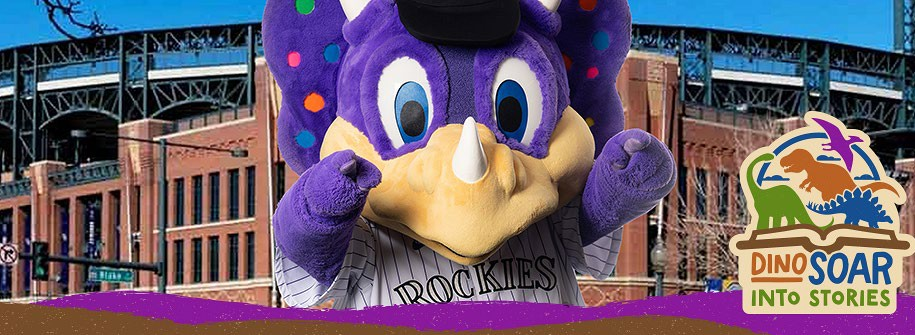 ROCKIES
DINO SOAR
INTO STORIES